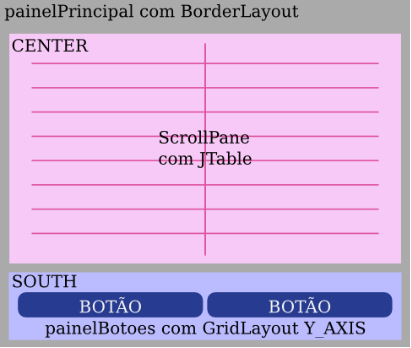 painelPrincipal com BorderLayout
CENTER
ScrollPane
com JTable
SOUTH
BOTÃO BOTÃO
painelBotoes com GridLayout Y_AXIS